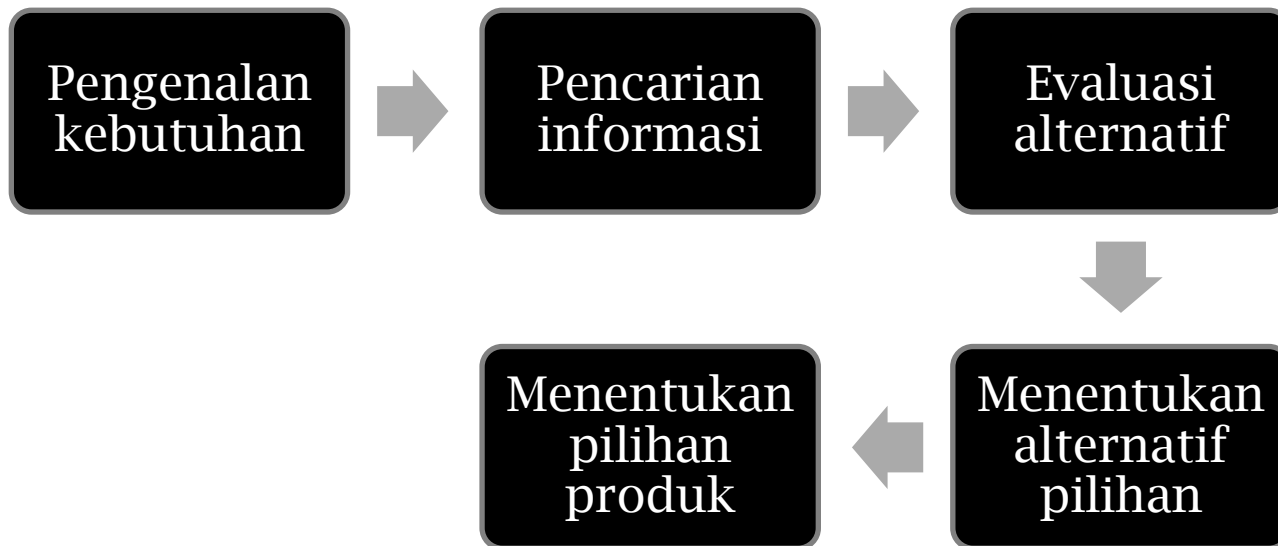 Pengenalan
kebutuhan
Pencarian
informasi
Evaluasi
alternatif
Menentukan
alternatif
pilihan
Menentukan
pilihan
produk